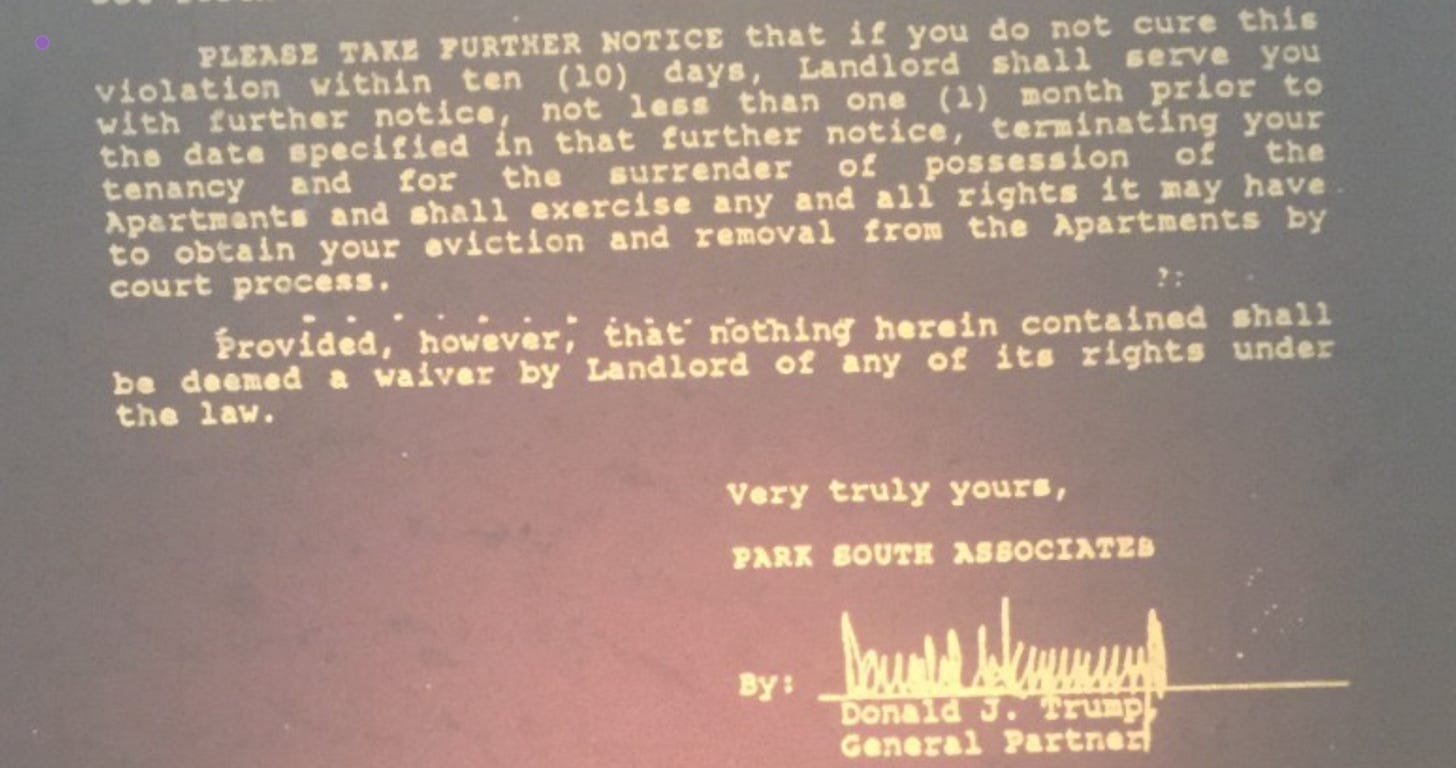 PLEASE TAKE FURTHER NOTICE that if you do not cure this
violation within ten (10) days, Landlord shall serve you
with further notice, not less than one (1) month prior to
the date specified in that further notice, terminating your
tenancy and for the surrender of possession of the
Apartments and shall exercise any and all rights it may have
to obtain your eviction and removal from the Apartments by
court process.
Provided, however, that nothing herein contained shall
be deemed a waiver by Landlord of any of its rights under
the law.
Very truly yours,
PARK SOUTH ASSOCIATES
By:
Donald J. Trump,
General Partner